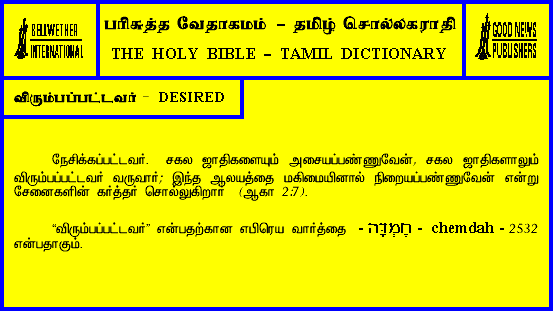 BELLWETHER
INTERNATIONAL
பரிசுத்த வேதாகமம் – தமிழ் சொல்லகராதி
THE HOLY BIBLE – TAMIL DICTIONARY
GOOD NEWS
PUBLISHERS
விரும்பப்பட்டவர் – DESIRED
நேசிக்கப்பட்டவர். சகல ஜாதிகளையும் அசையப்பண்ணுவேன், சகல ஜாதிகளாலும்
விரும்பப்பட்டவர் வருவார்; இந்த ஆலயத்தை மகிமையினால் நிறையப்பண்ணுவேன் என்று
சேனைகளின் கர்த்தர் சொல்லுகிறார் (ஆகா 2:7).
“விரும்பப்பட்டவர்” என்பதற்கான எபிரெய வார்த்தை - חֶמְדָּה - chemdah - 2532
என்பதாகும்.